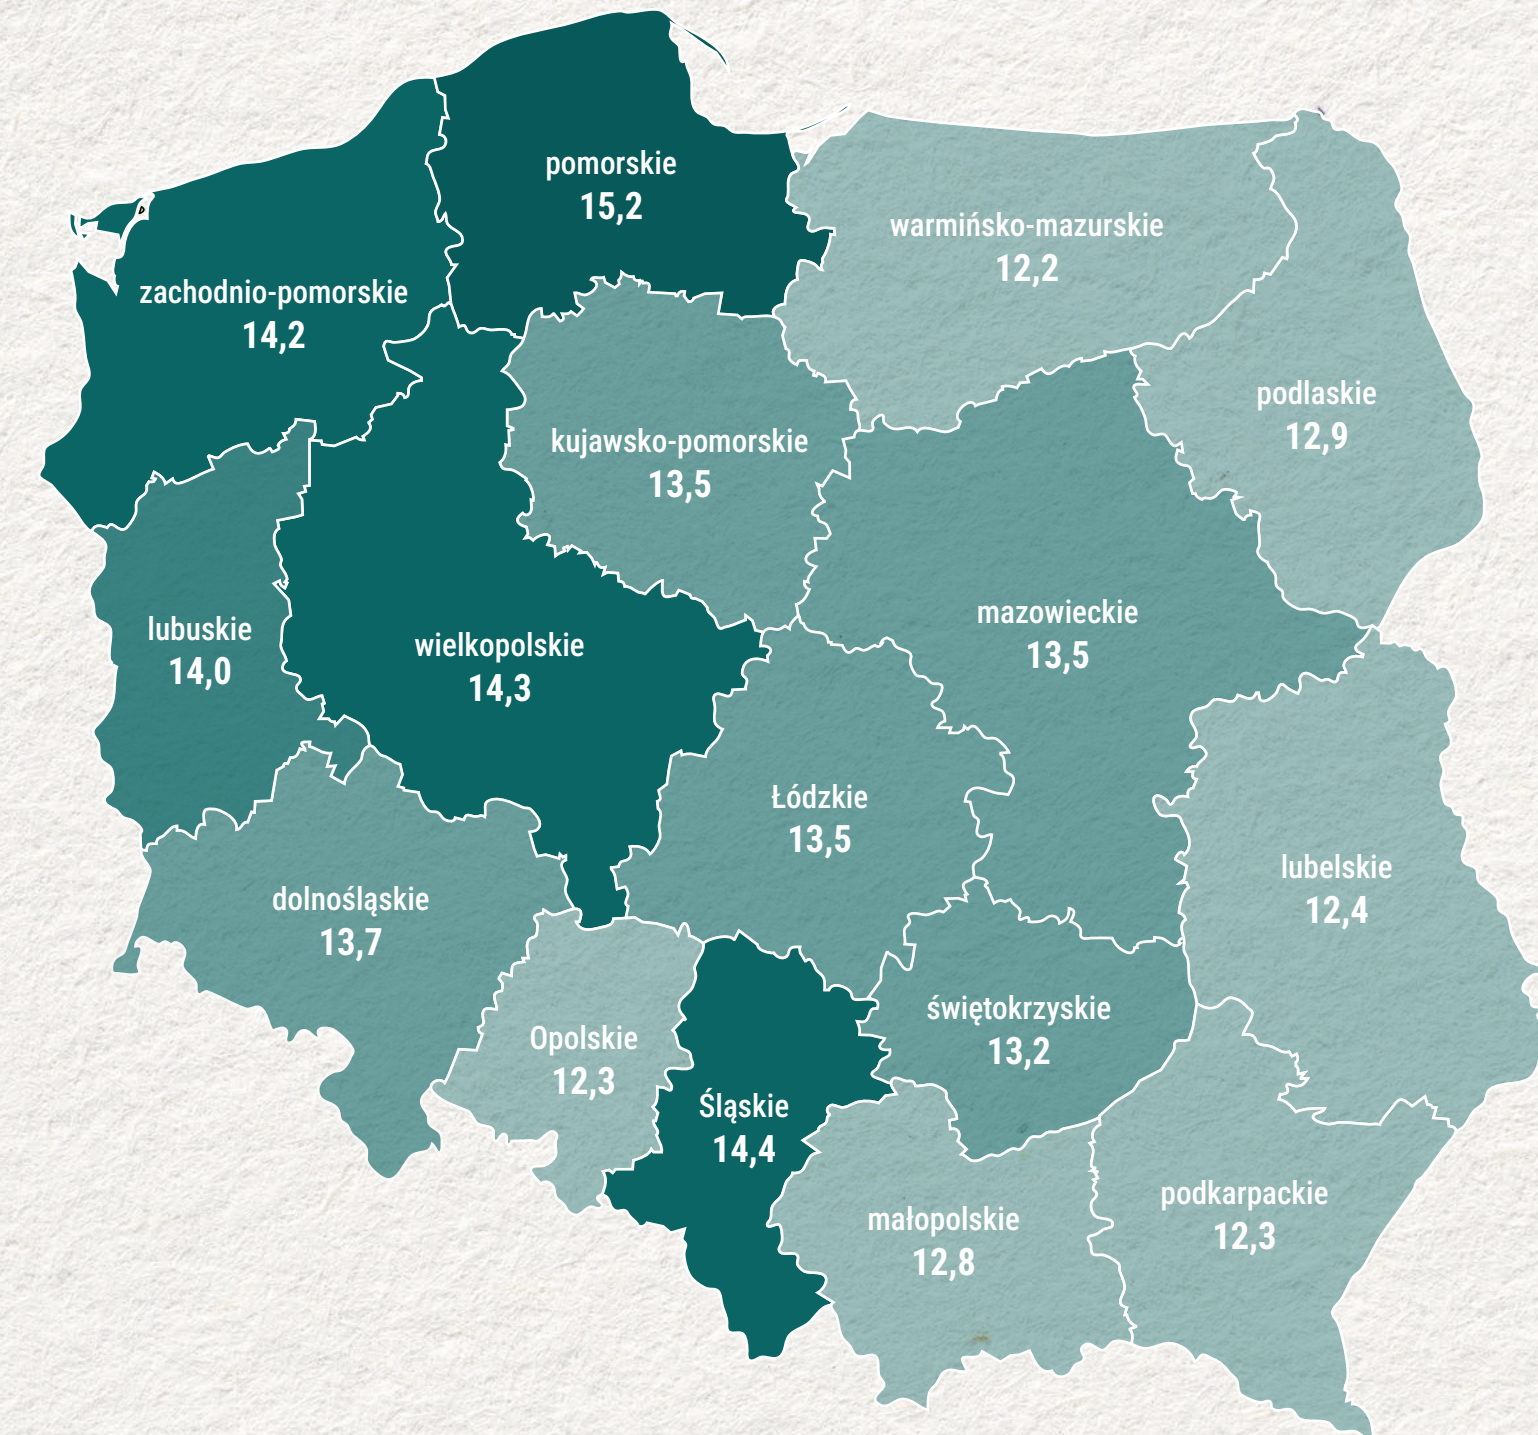 pomorskie
15,2
warmińsko-mazurskie
12,2
zachodnio-pomorskie
14,2
podlaskie
12,9
kujawsko-pomorskie
13,5
mazowieckie
13,5
lubuskie
14,0
wielkopolskie
14,3
Łódzkie
13,5
lubelskie
12,4
dolnośląskie
13,7
świętokrzyskie
13,2
Opolskie
12,3
Śląskie
14,4
podkarpackie
12,3
małopolskie
12,8